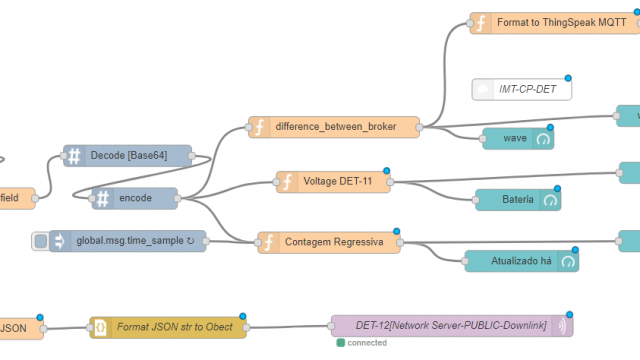 Format to ThingSpeak MQTT
IMT-CP-DET
difference_between_broker
w
wave
Decode [Base64]
Voltage DET-11
field
encode
Bateria
global.msg.time_sample ↻
Contagem Regressiva
Atualizado há
JSON
Format JSON str to Obect
DET-12[Network Server-PUBLIC-Downlink]
connected